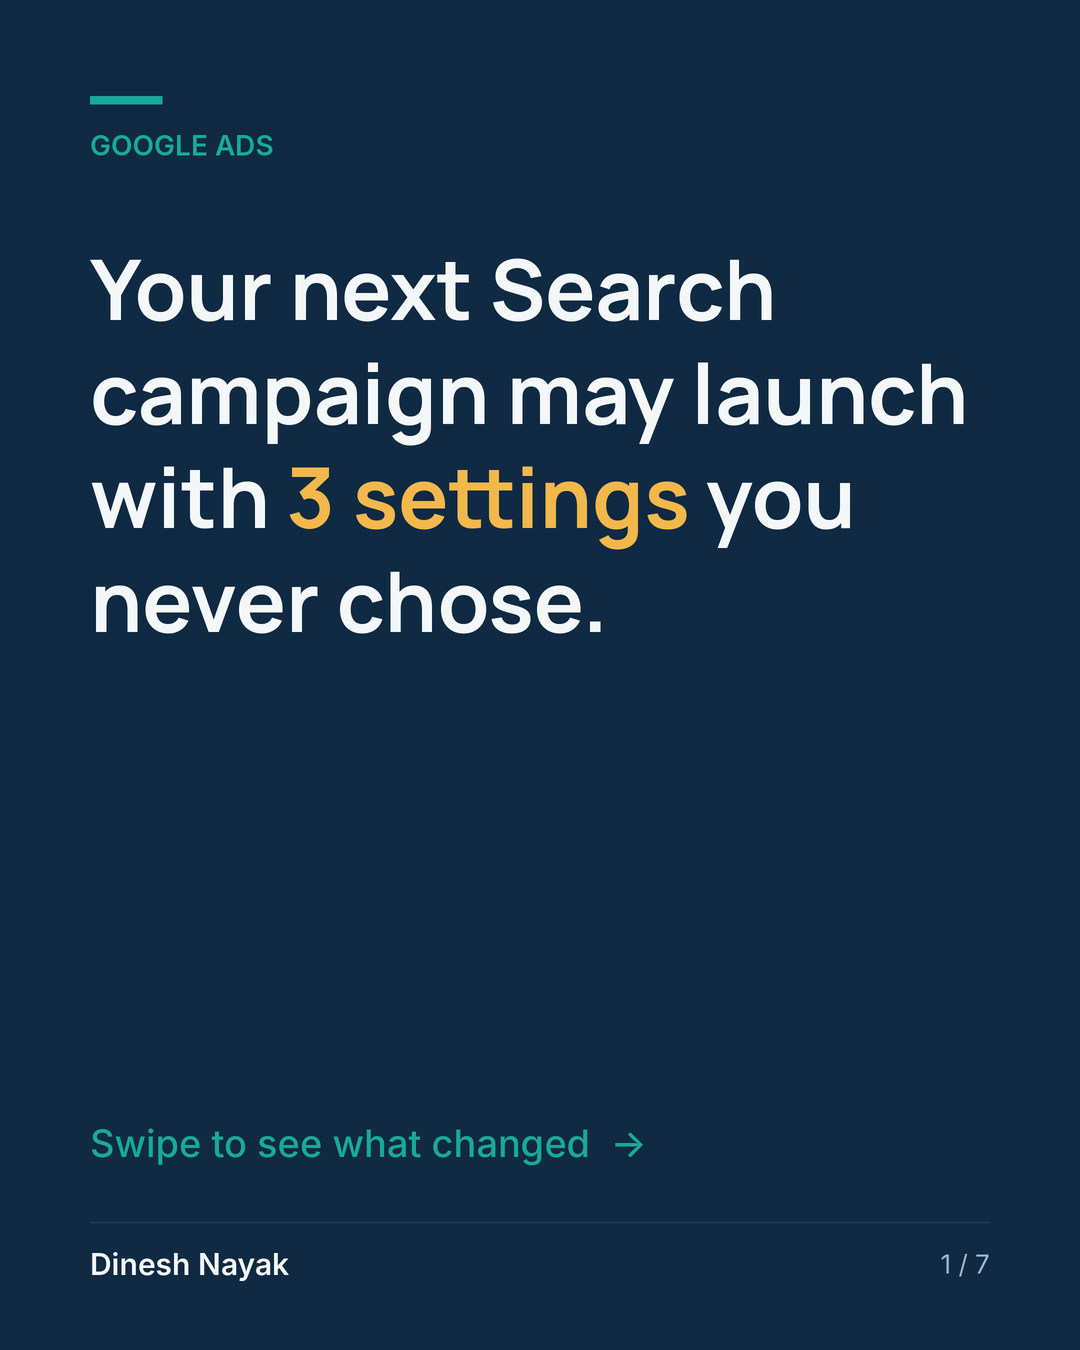 GOOGLE ADS
Your next Search
campaign may launch
with 3 settings you
never chose.
Swipe to see what changed →
Dinesh Nayak
1 / 7